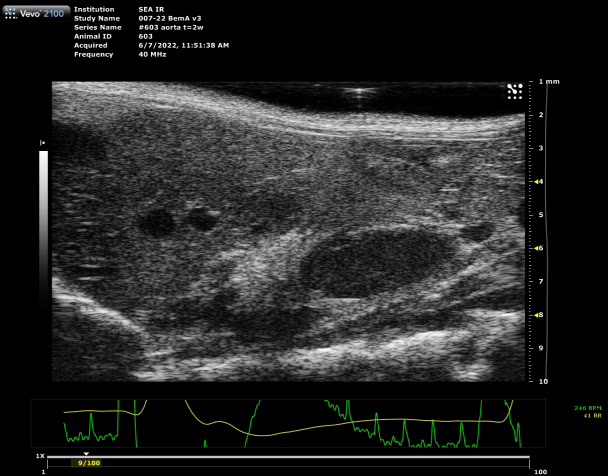 Vevo 2100
Institution SEA IR
Study Name 007-22 BemA v3
Series Name #603 aorta t=2w
Animal ID 603
Acquired 6/7/2022, 11:51:38 AM
Frequency 40 MHz
1 mm
2
3
4
5
6
7
8
9
10
246 BPM
41 RR
1X
9/100
1
100